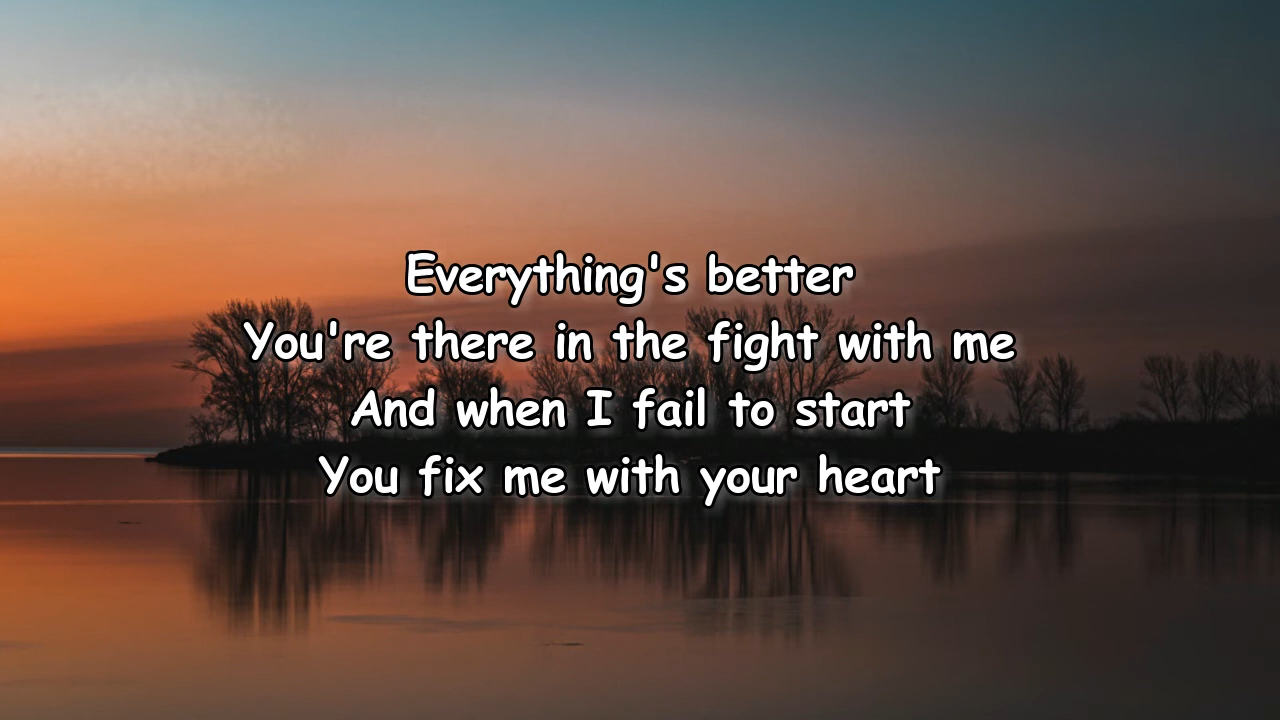 Everything's better
You're there in the fight with me
And when I fail to start
You fix me with your heart